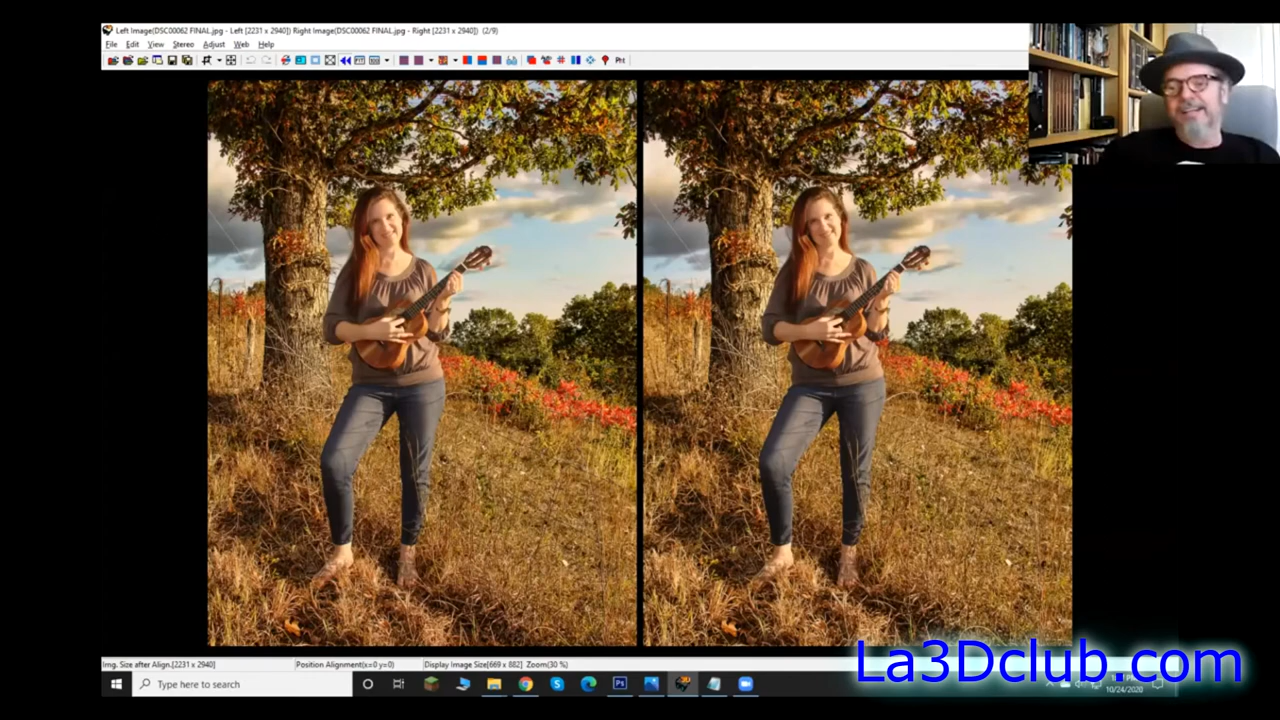 Left Image(DSC00062 FINAL.jpg - Left [2231 x 2940]) Right Image(DSC00062 FINAL.jpg - Right [2231 x 2940]) (2/9)
File Edit View Stereo Adjust Web Help
Pht
Img. Size after Align.[2231 x 2940] Position Alignment(x=0 y=0) Display Image Size[669 x 882] Zoom(30 %)
La3Dclub.com
Type here to search
10/24/2020